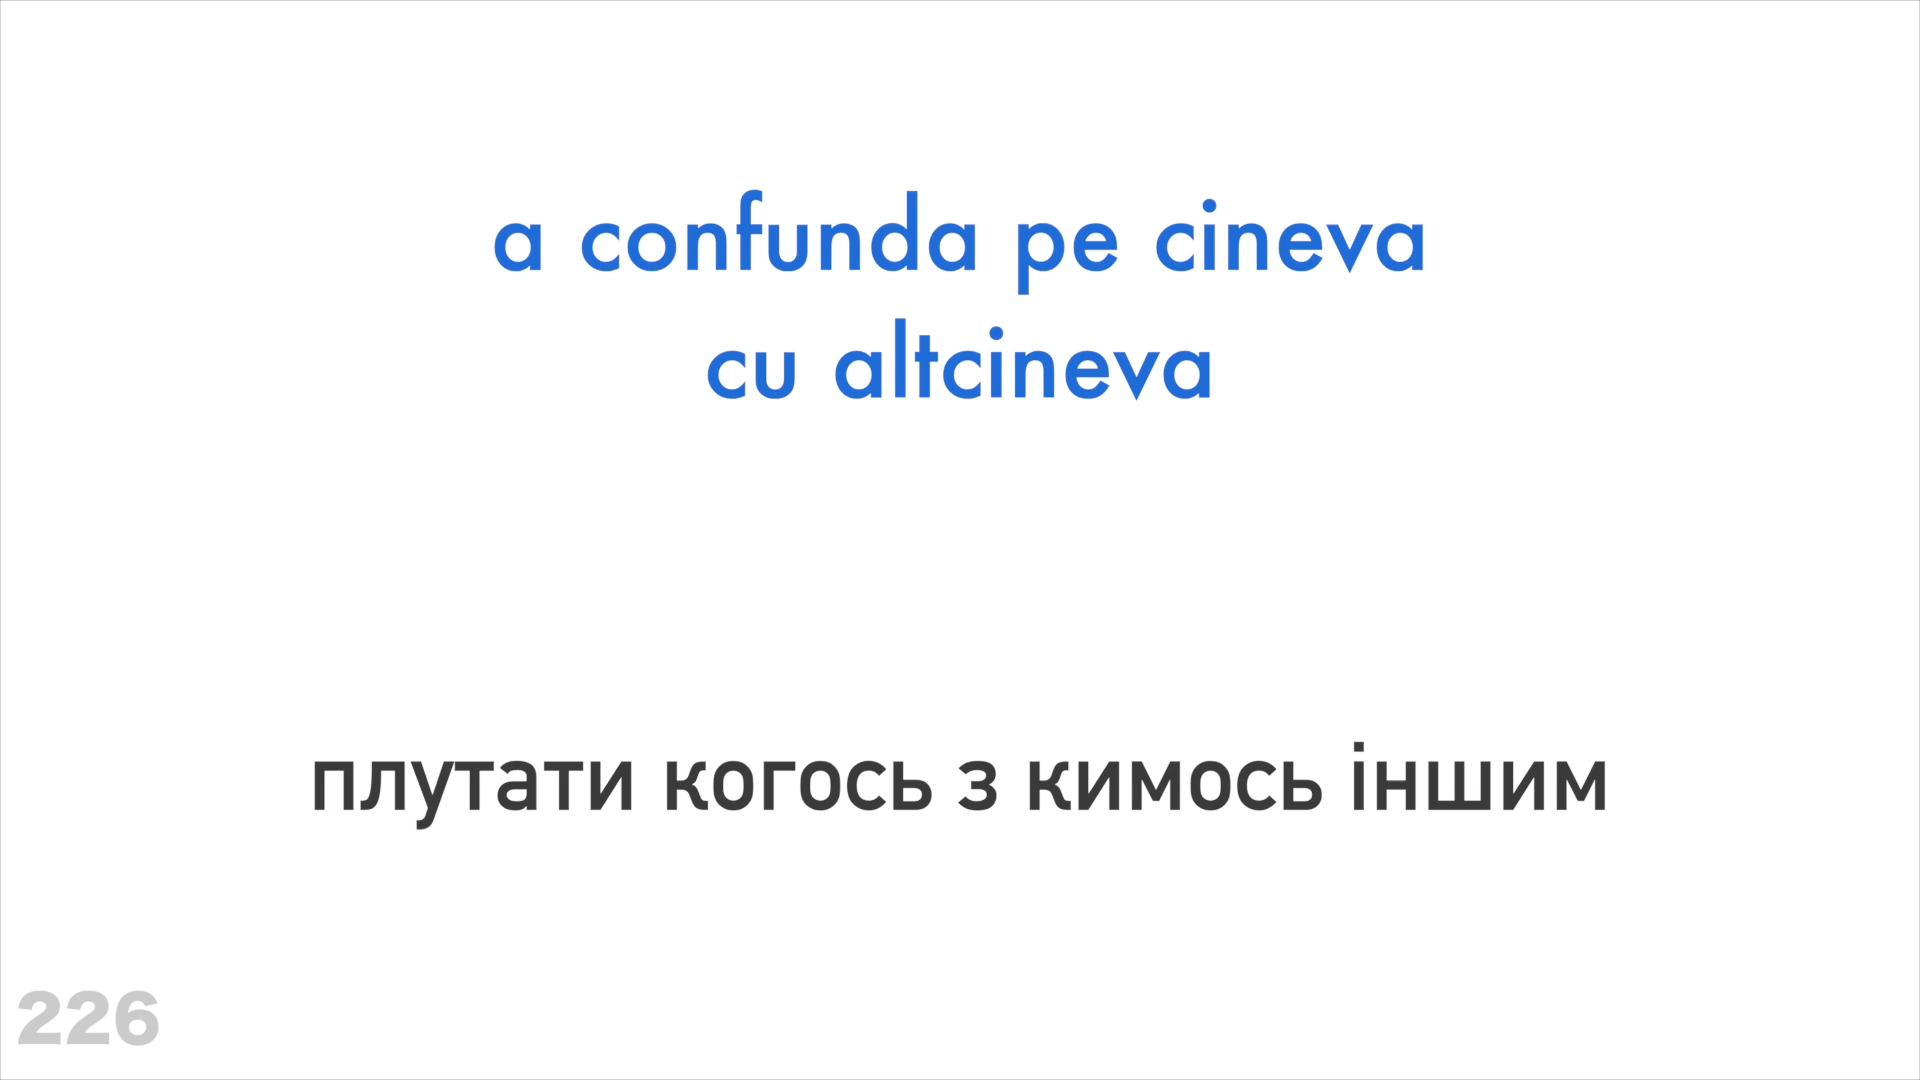 a confunda pe cineva
cu altcineva
плутати когось з кимось іншим
226